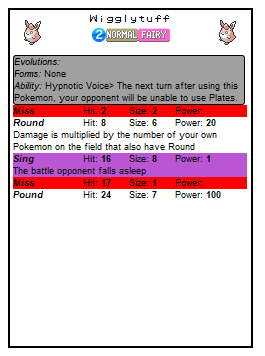 Wigglytuff
2 NORMAL FAIRY
Evolutions:
Forms: None
Ability: Hypnotic Voice> The next turn after using this
Pokemon, your opponent will be unable to use Plates.
Miss Hit: 2 Size: 2 Power:
Round Hit: 8 Size: 6 Power: 20
Damage is multiplied by the number of your own
Pokemon on the field that also have Round
Sing Hit: 16 Size: 8 Power: 1
The battle opponent falls asleep
Miss Hit: 17 Size: 1 Power:
Round Hit: 24 Size: 7 Power: 100